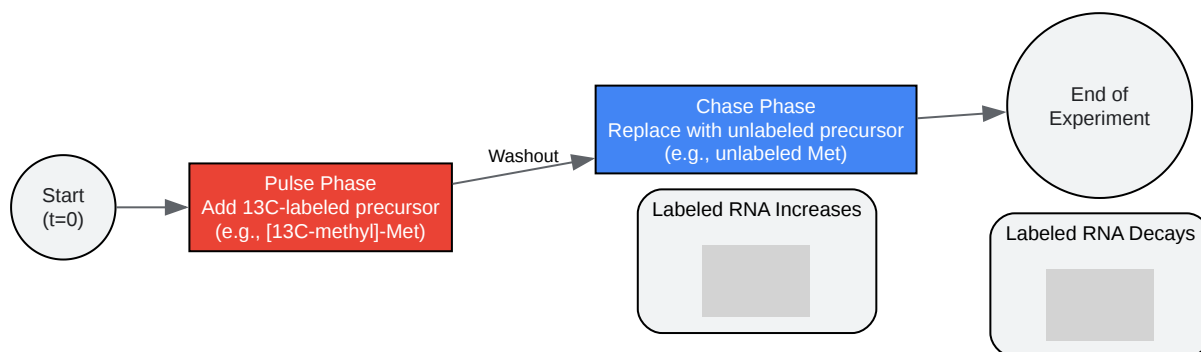 Start
(t=0)
Pulse Phase
Add 13C-labeled precursor
(e.g., [13C-methyl]-Met)
Washout
Chase Phase
Replace with unlabeled precursor
(e.g., unlabeled Met)
End of
Experiment
Labeled RNA Increases
Labeled RNA Decays